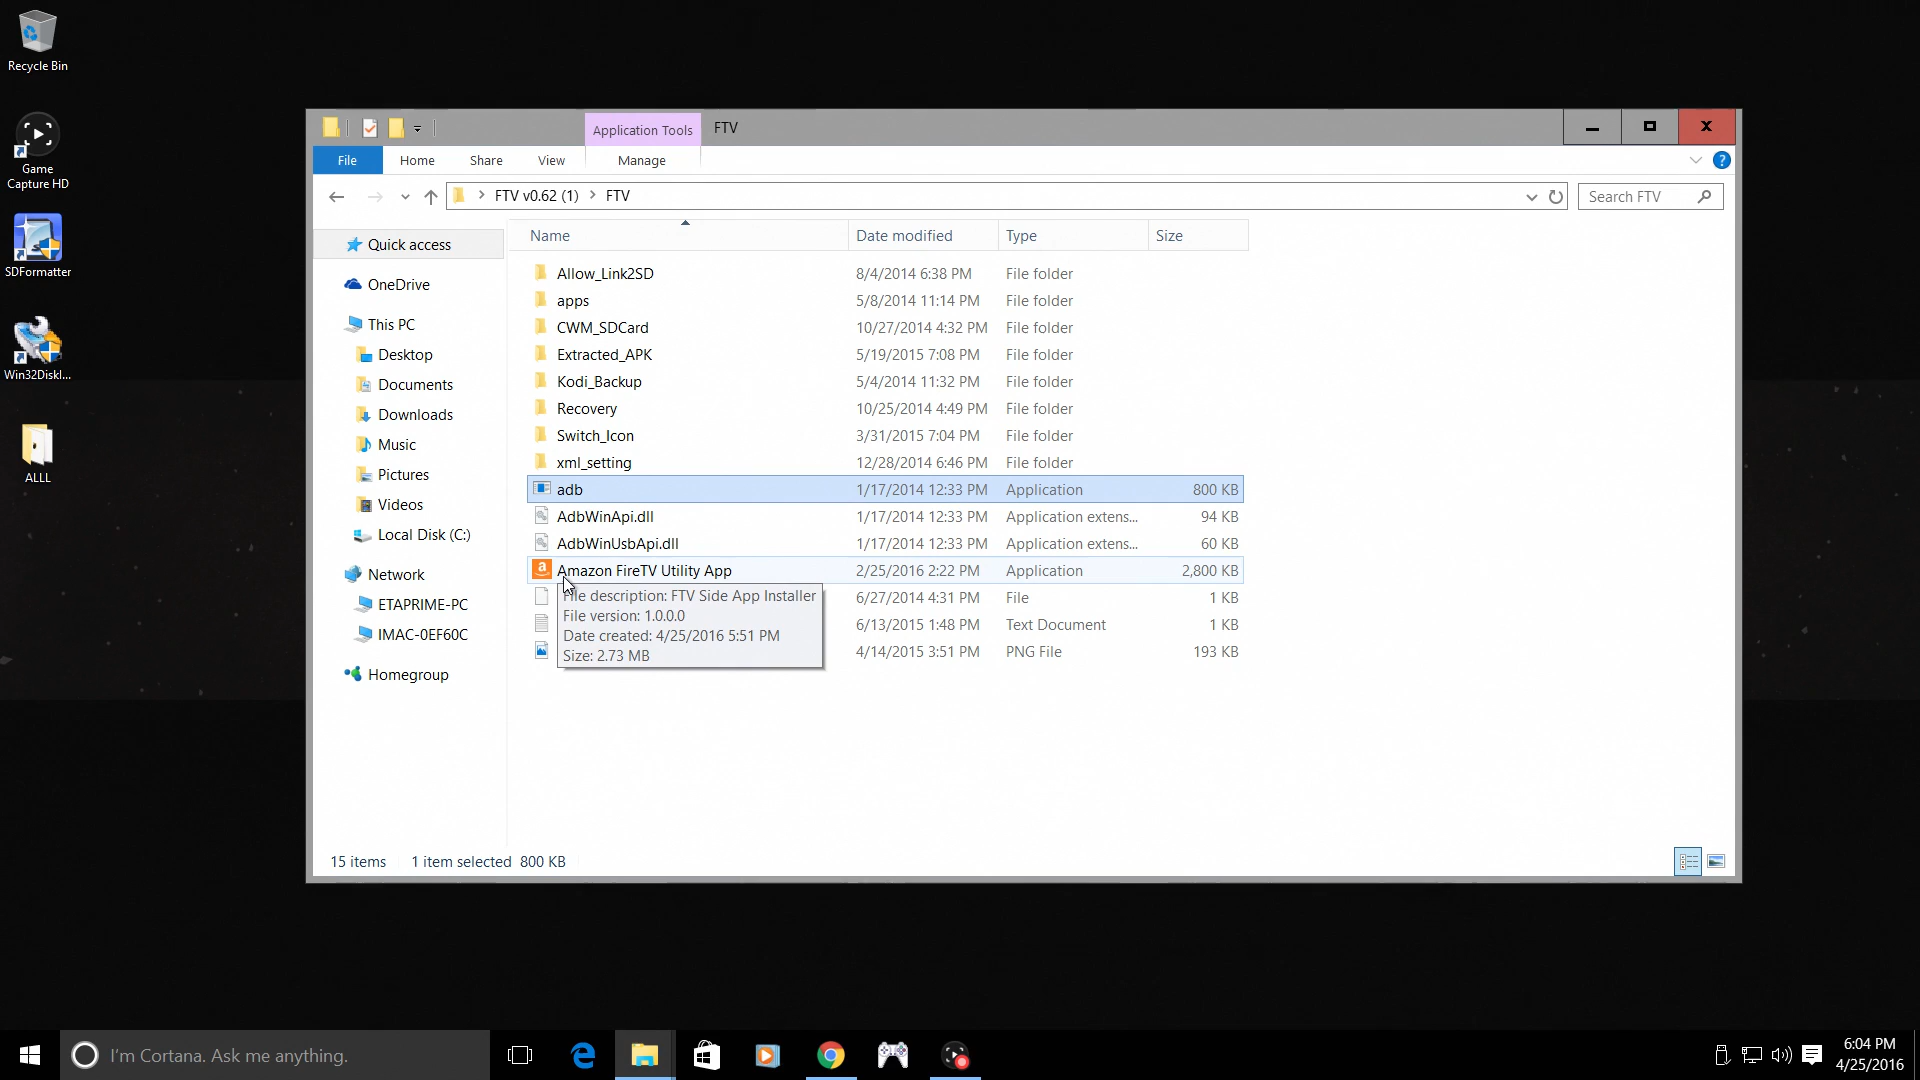 Recycle Bin
Game
Capture HD
SDFormatter
Win32DiskI...
ALLL
Application Tools
FTV
File
Home
Share
View
Manage
FTV v0.62 (1) > FTV
Search FTV
Quick access
OneDrive
This PC
Desktop
Documents
Downloads
Music
Pictures
Videos
Local Disk (C:)
Network
ETAPRIME-PC
IMAC-0EF60C
Homegroup
Name Date modified Type Size
Allow_Link2SD 8/4/2014 6:38 PM File folder
apps 5/8/2014 11:14 PM File folder
CWM_SDCard 10/27/2014 4:32 PM File folder
Extracted_APK 5/19/2015 7:08 PM File folder
Kodi_Backup 5/4/2014 11:32 PM File folder
Recovery 10/25/2014 4:49 PM File folder
Switch_Icon 3/31/2015 7:04 PM File folder
xml_setting 12/28/2014 6:46 PM File folder
adb 1/17/2014 12:33 PM Application 800 KB
AdbWinApi.dll 1/17/2014 12:33 PM Application extens... 94 KB
AdbWinUsbApi.dll 1/17/2014 12:33 PM Application extens... 60 KB
Amazon FireTV Utility App 2/25/2016 2:22 PM Application 2,800 KB
6/27/2014 4:31 PM File 1 KB
6/13/2015 1:48 PM Text Document 1 KB
4/14/2015 3:51 PM PNG File 193 KB
File description: FTV Side App Installer
File version: 1.0.0.0
Date created: 4/25/2016 5:51 PM
Size: 2.73 MB
15 items 1 item selected 800 KB
I'm Cortana. Ask me anything.
6:04 PM
4/25/2016